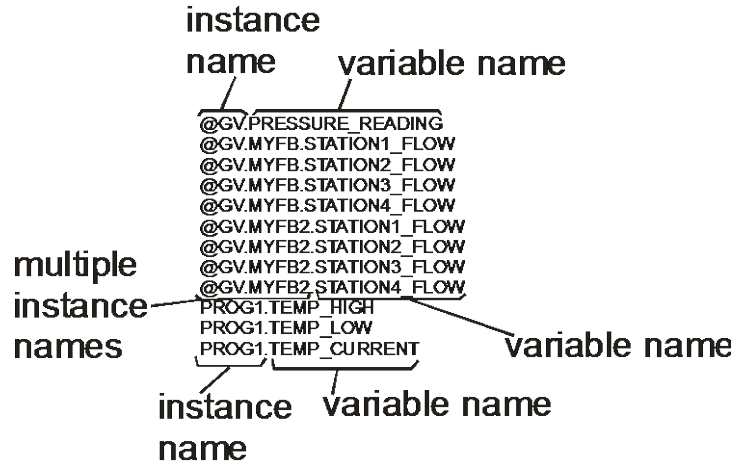 instance
name
variable name
@GV.PRESSURE_READING
@GV.MYFB.STATION1_FLOW
@GV.MYFB.STATION2_FLOW
@GV.MYFB.STATION3_FLOW
@GV.MYFB.STATION4_FLOW
@GV.MYFB2.STATION1_FLOW
@GV.MYFB2.STATION2_FLOW
@GV.MYFB2.STATION3_FLOW
@GV.MYFB2.STATION4_FLOW
multiple
instance
names
PROG1.TEMP_HIGH
PROG1.TEMP_LOW
PROG1.TEMP_CURRENT
variable name
instance
name
variable name